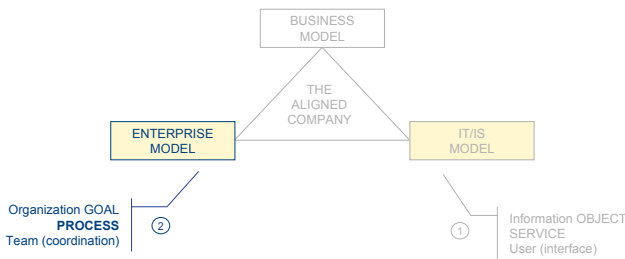 BUSINESS
MODEL
THE
ALIGNED
COMPANY
ENTERPRISE
MODEL
IT/IS
MODEL
Organization GOAL
PROCESS
Team (coordination)
2
1
Information OBJECT
SERVICE
User (interface)